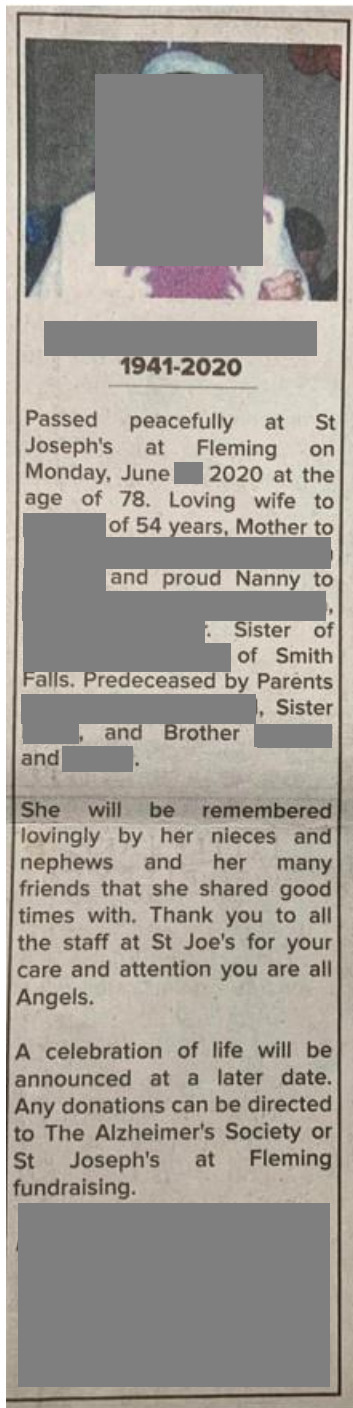 1941-2020
Passed peacefully at St
Joseph's at Fleming on
Monday, June 2020 at the
age of 78. Loving wife to
of 54 years, Mother to
and proud Nanny to
,
. Sister of
of Smith
Falls. Predeceased by Parents
, Sister
, and Brother
and .
She will be remembered
lovingly by her nieces and
nephews and her many
friends that she shared good
times with. Thank you to all
the staff at St Joe's for your
care and attention you are all
Angels.
A celebration of life will be
announced at a later date.
Any donations can be directed
to The Alzheimer's Society or
St Joseph's at Fleming
fundraising.